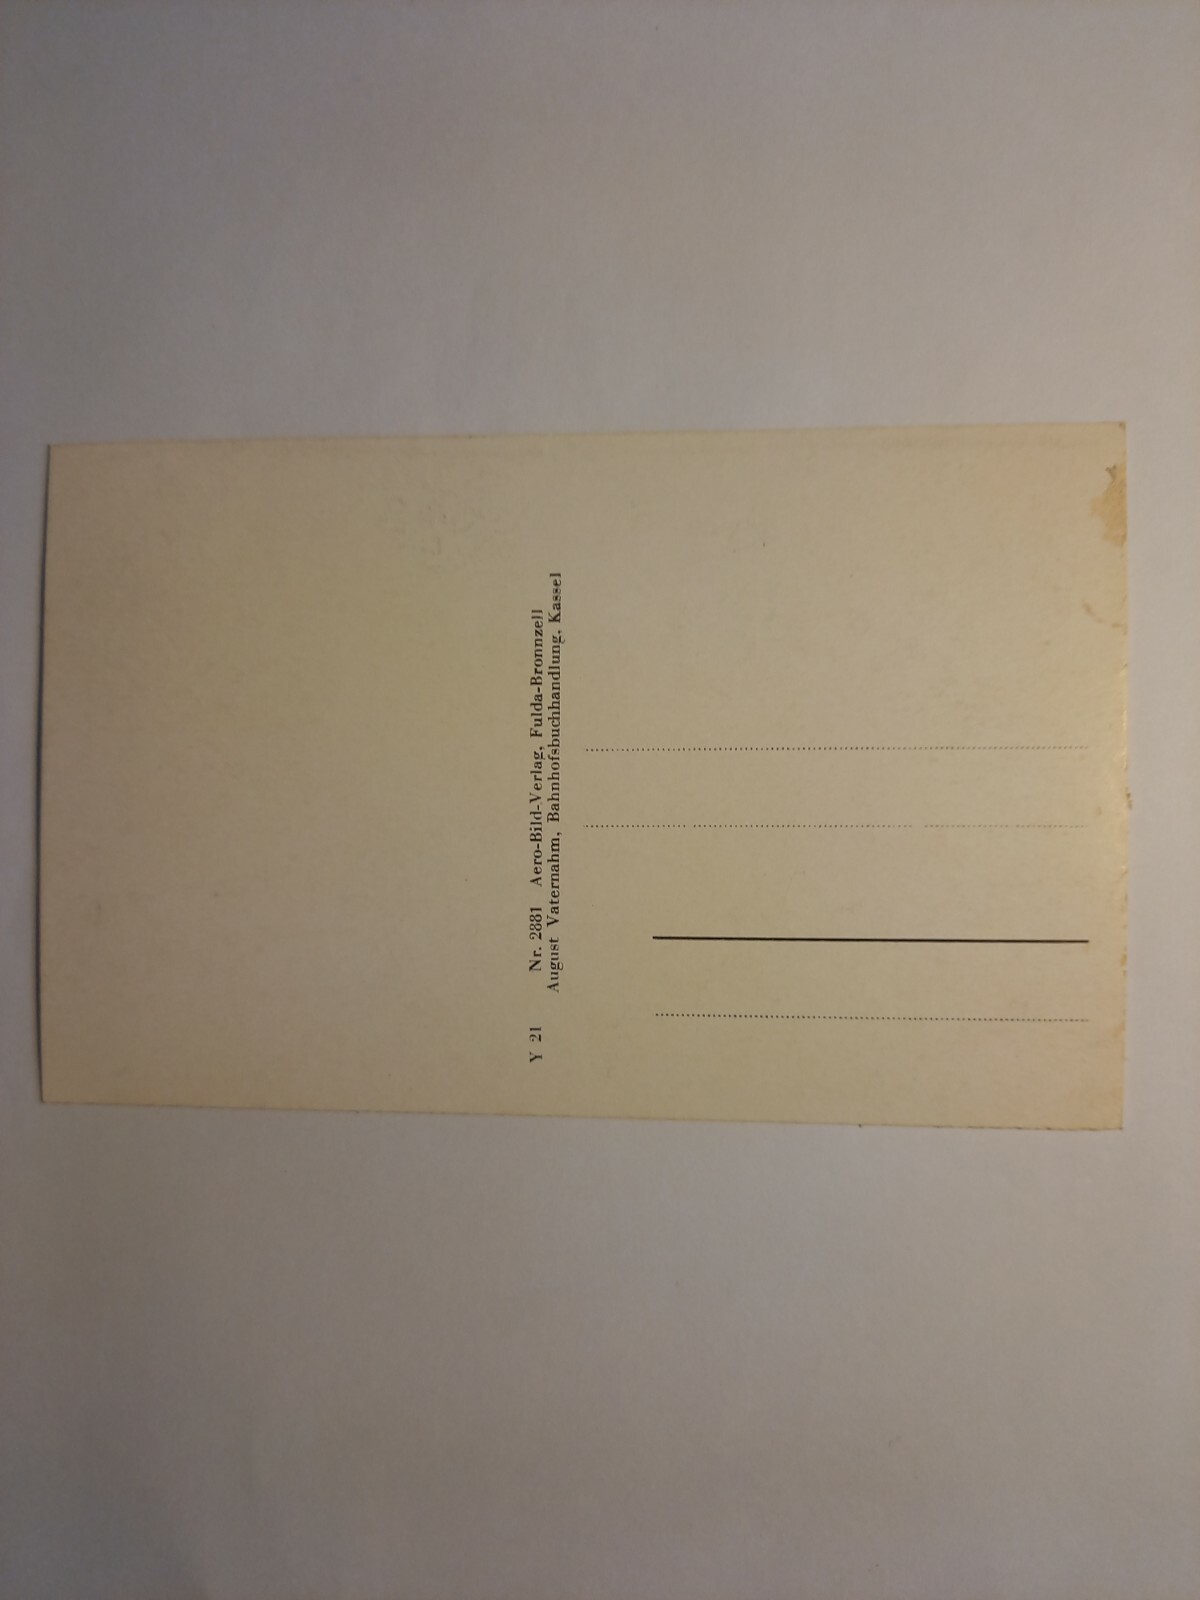 Y 21 Nr. 2881 Aero-Bild-Verlag, Fulda-Bronnzell
August Vaternahm, Bahnhofsbuchhandlung, Kassel